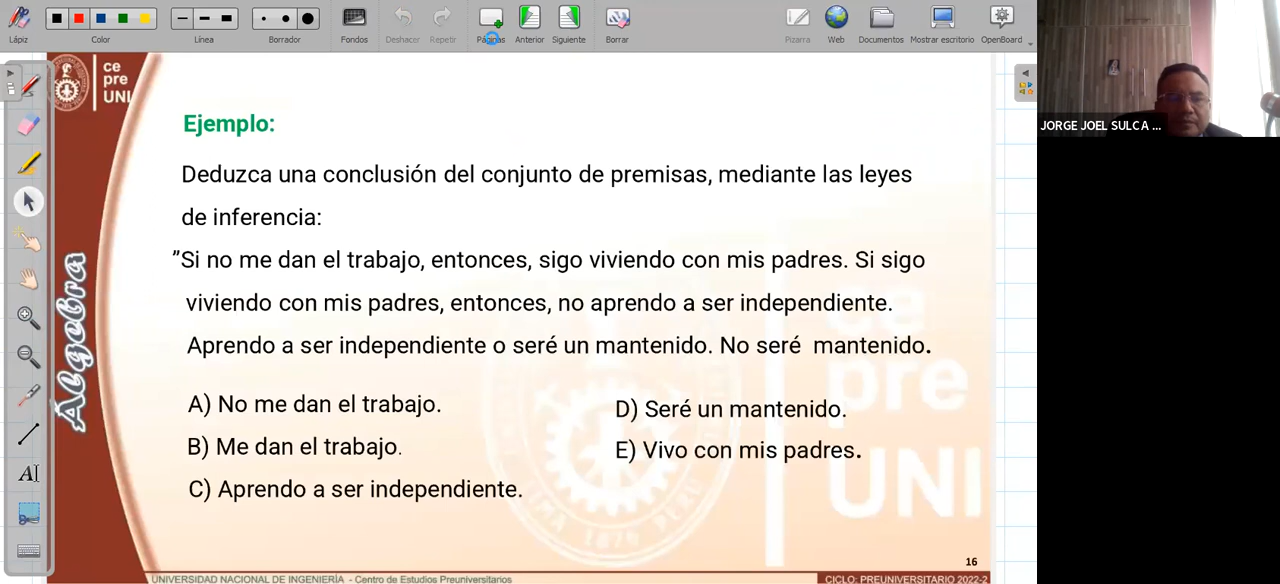 Lápiz Color Línea Borrador Fondos Deshacer Repetir Páginas Anterior Siguiente Borrar Pizarra Web Documentos Mostrar escritorio OpenBoard
ce
pre
UNI
JORGE JOEL SULCA ...
Ejemplo:
Deduzca una conclusión del conjunto de premisas, mediante las leyes
de inferencia:
”Si no me dan el trabajo, entonces, sigo viviendo con mis padres. Si sigo
viviendo con mis padres, entonces, no aprendo a ser independiente.
Aprendo a ser independiente o seré un mantenido. No seré mantenido.
A) No me dan el trabajo.
B) Me dan el trabajo.
C) Aprendo a ser independiente.
D) Seré un mantenido.
E) Vivo con mis padres.
Algebra
ce
pre
UNI
1876
16
UNIVERSIDAD NACIONAL DE INGENIERÍA - Centro de Estudios Preuniversitarios
CICLO: PREUNIVERSITARIO 2022-2